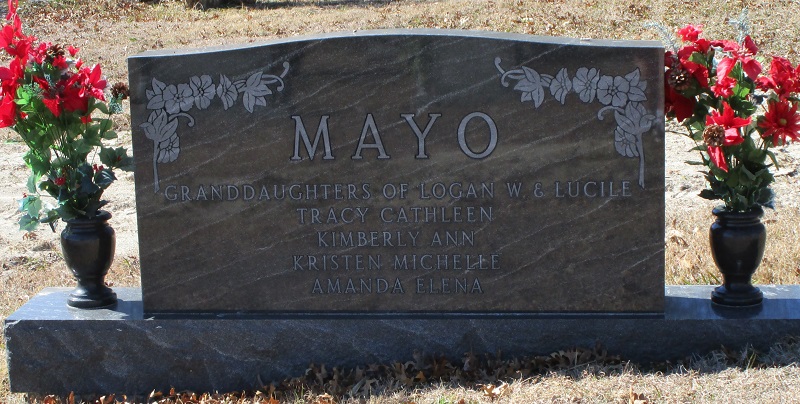 MAYO
GRANDDAUGHTERS OF LOGAN W & LUCILE
TRACY CATHLEEN
KIMBERLY ANN
KRISTEN MICHELLE
AMANDA ELENA